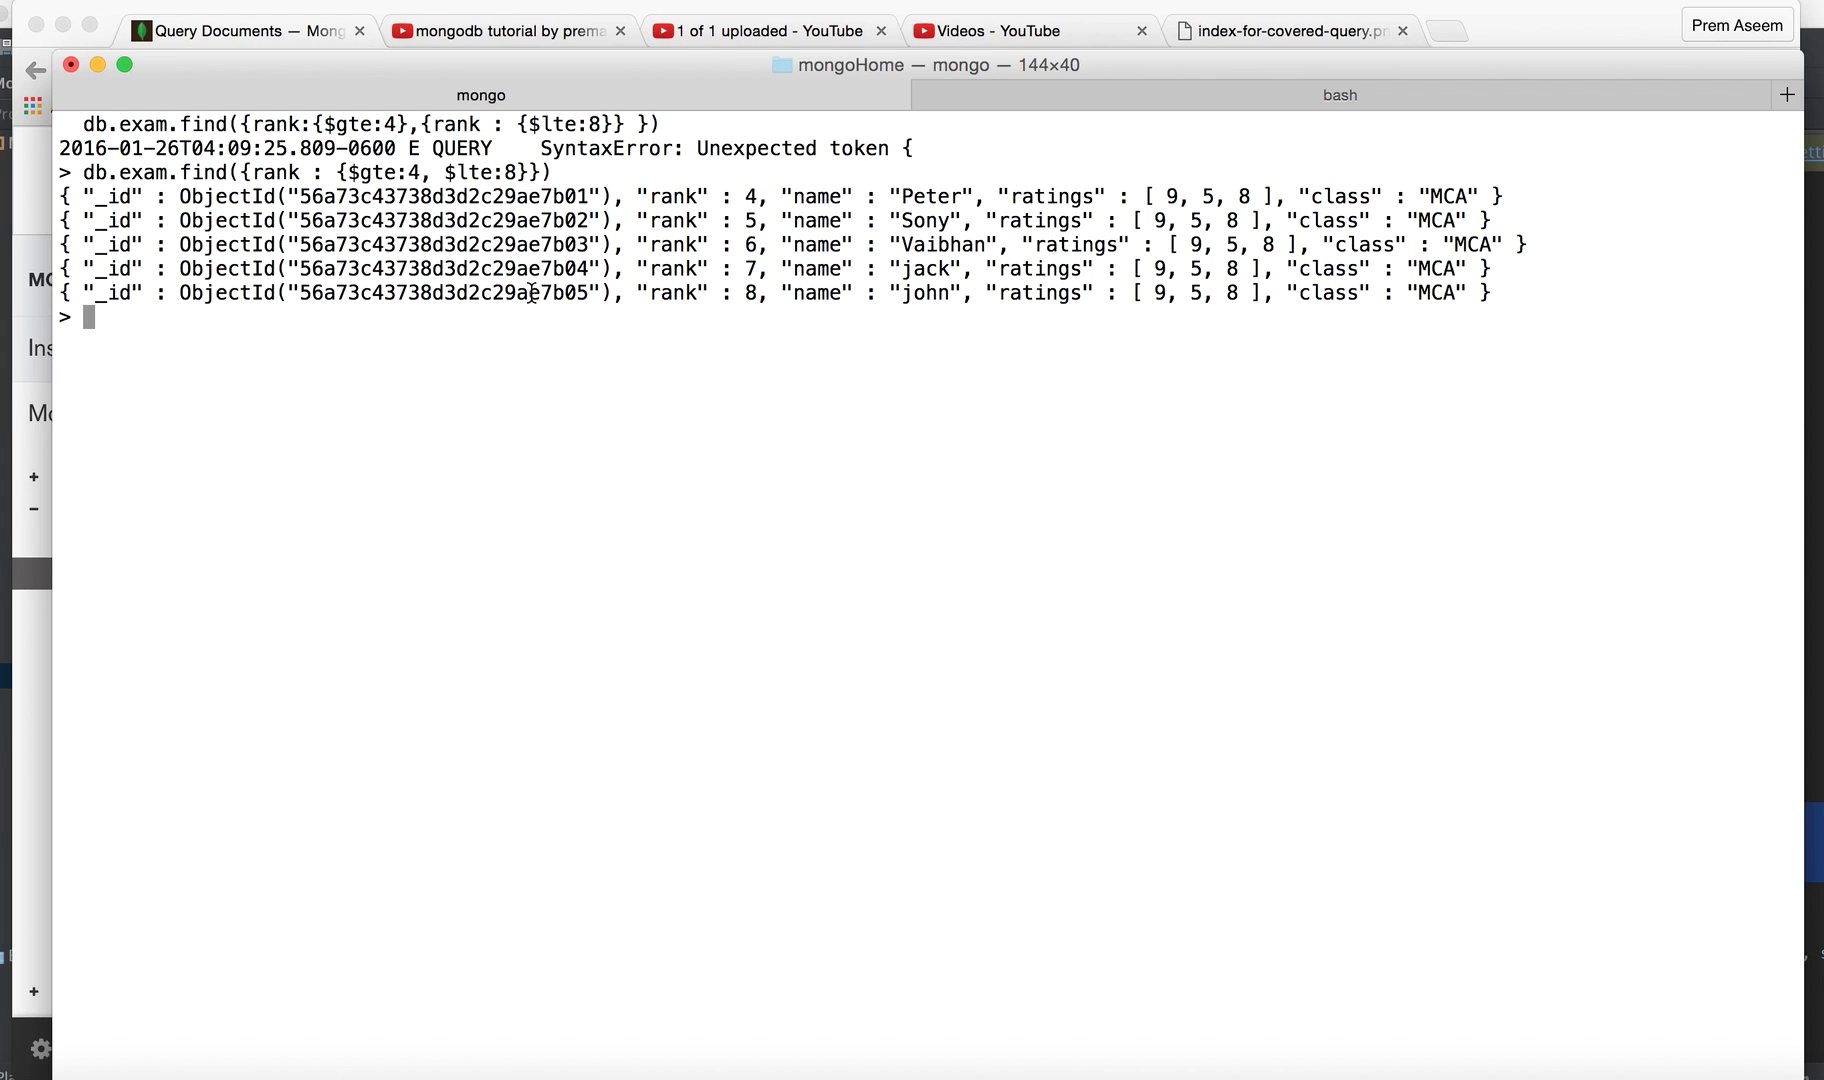 Query Documents — Mong
mongodb tutorial by prema
1 of 1 uploaded - YouTube
Videos - YouTube
index-for-covered-query.pr
Prem Aseem
mongoHome — mongo — 144×40
mongo
bash
db.exam.find({rank:{$gte:4},{rank : {$lte:8}} })
2016-01-26T04:09:25.809-0600 E QUERY    SyntaxError: Unexpected token {
> db.exam.find({rank : {$gte:4, $lte:8}})
{ "_id" : ObjectId("56a73c43738d3d2c29ae7b01"), "rank" : 4, "name" : "Peter", "ratings" : [ 9, 5, 8 ], "class" : "MCA" }
{ "_id" : ObjectId("56a73c43738d3d2c29ae7b02"), "rank" : 5, "name" : "Sony", "ratings" : [ 9, 5, 8 ], "class" : "MCA" }
{ "_id" : ObjectId("56a73c43738d3d2c29ae7b03"), "rank" : 6, "name" : "Vaibhan", "ratings" : [ 9, 5, 8 ], "class" : "MCA" }
{ "_id" : ObjectId("56a73c43738d3d2c29ae7b04"), "rank" : 7, "name" : "jack", "ratings" : [ 9, 5, 8 ], "class" : "MCA" }
{ "_id" : ObjectId("56a73c43738d3d2c29ae7b05"), "rank" : 8, "name" : "john", "ratings" : [ 9, 5, 8 ], "class" : "MCA" }
>
Ins